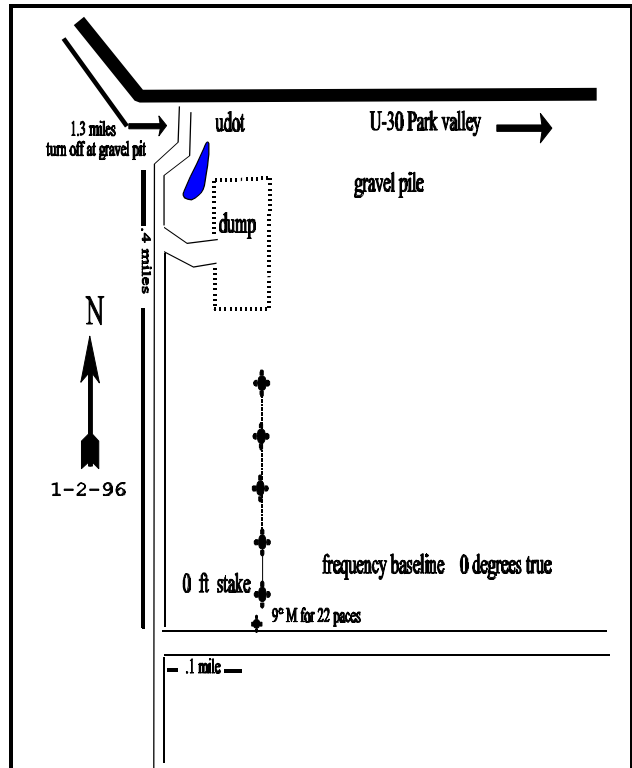 1.3 miles
turn off at gravel pit
udot
U-30 Park valley
gravel pile
dump
.4 miles
N
1-2-96
frequency baseline 0 degrees true
0 ft stake
9° M for 22 paces
.1 mile